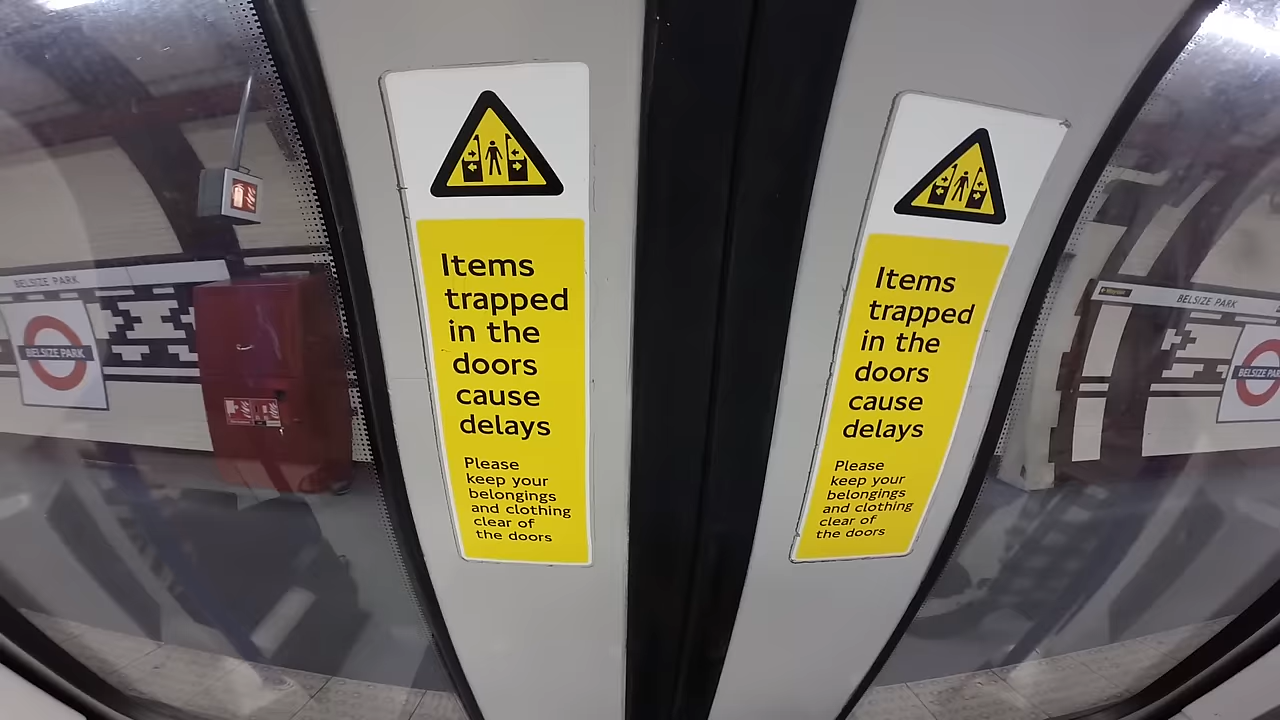 BELSIZE PARK
BELSIZE PARK
Items
trapped
in the
doors
cause
delays
Please
keep your
belongings
and clothing
clear of
the doors
Items
trapped
in the
doors
cause
delays
Please
keep your
belongings
and clothing
clear of
the doors
BELSIZE PARK
BELSIZE PAR